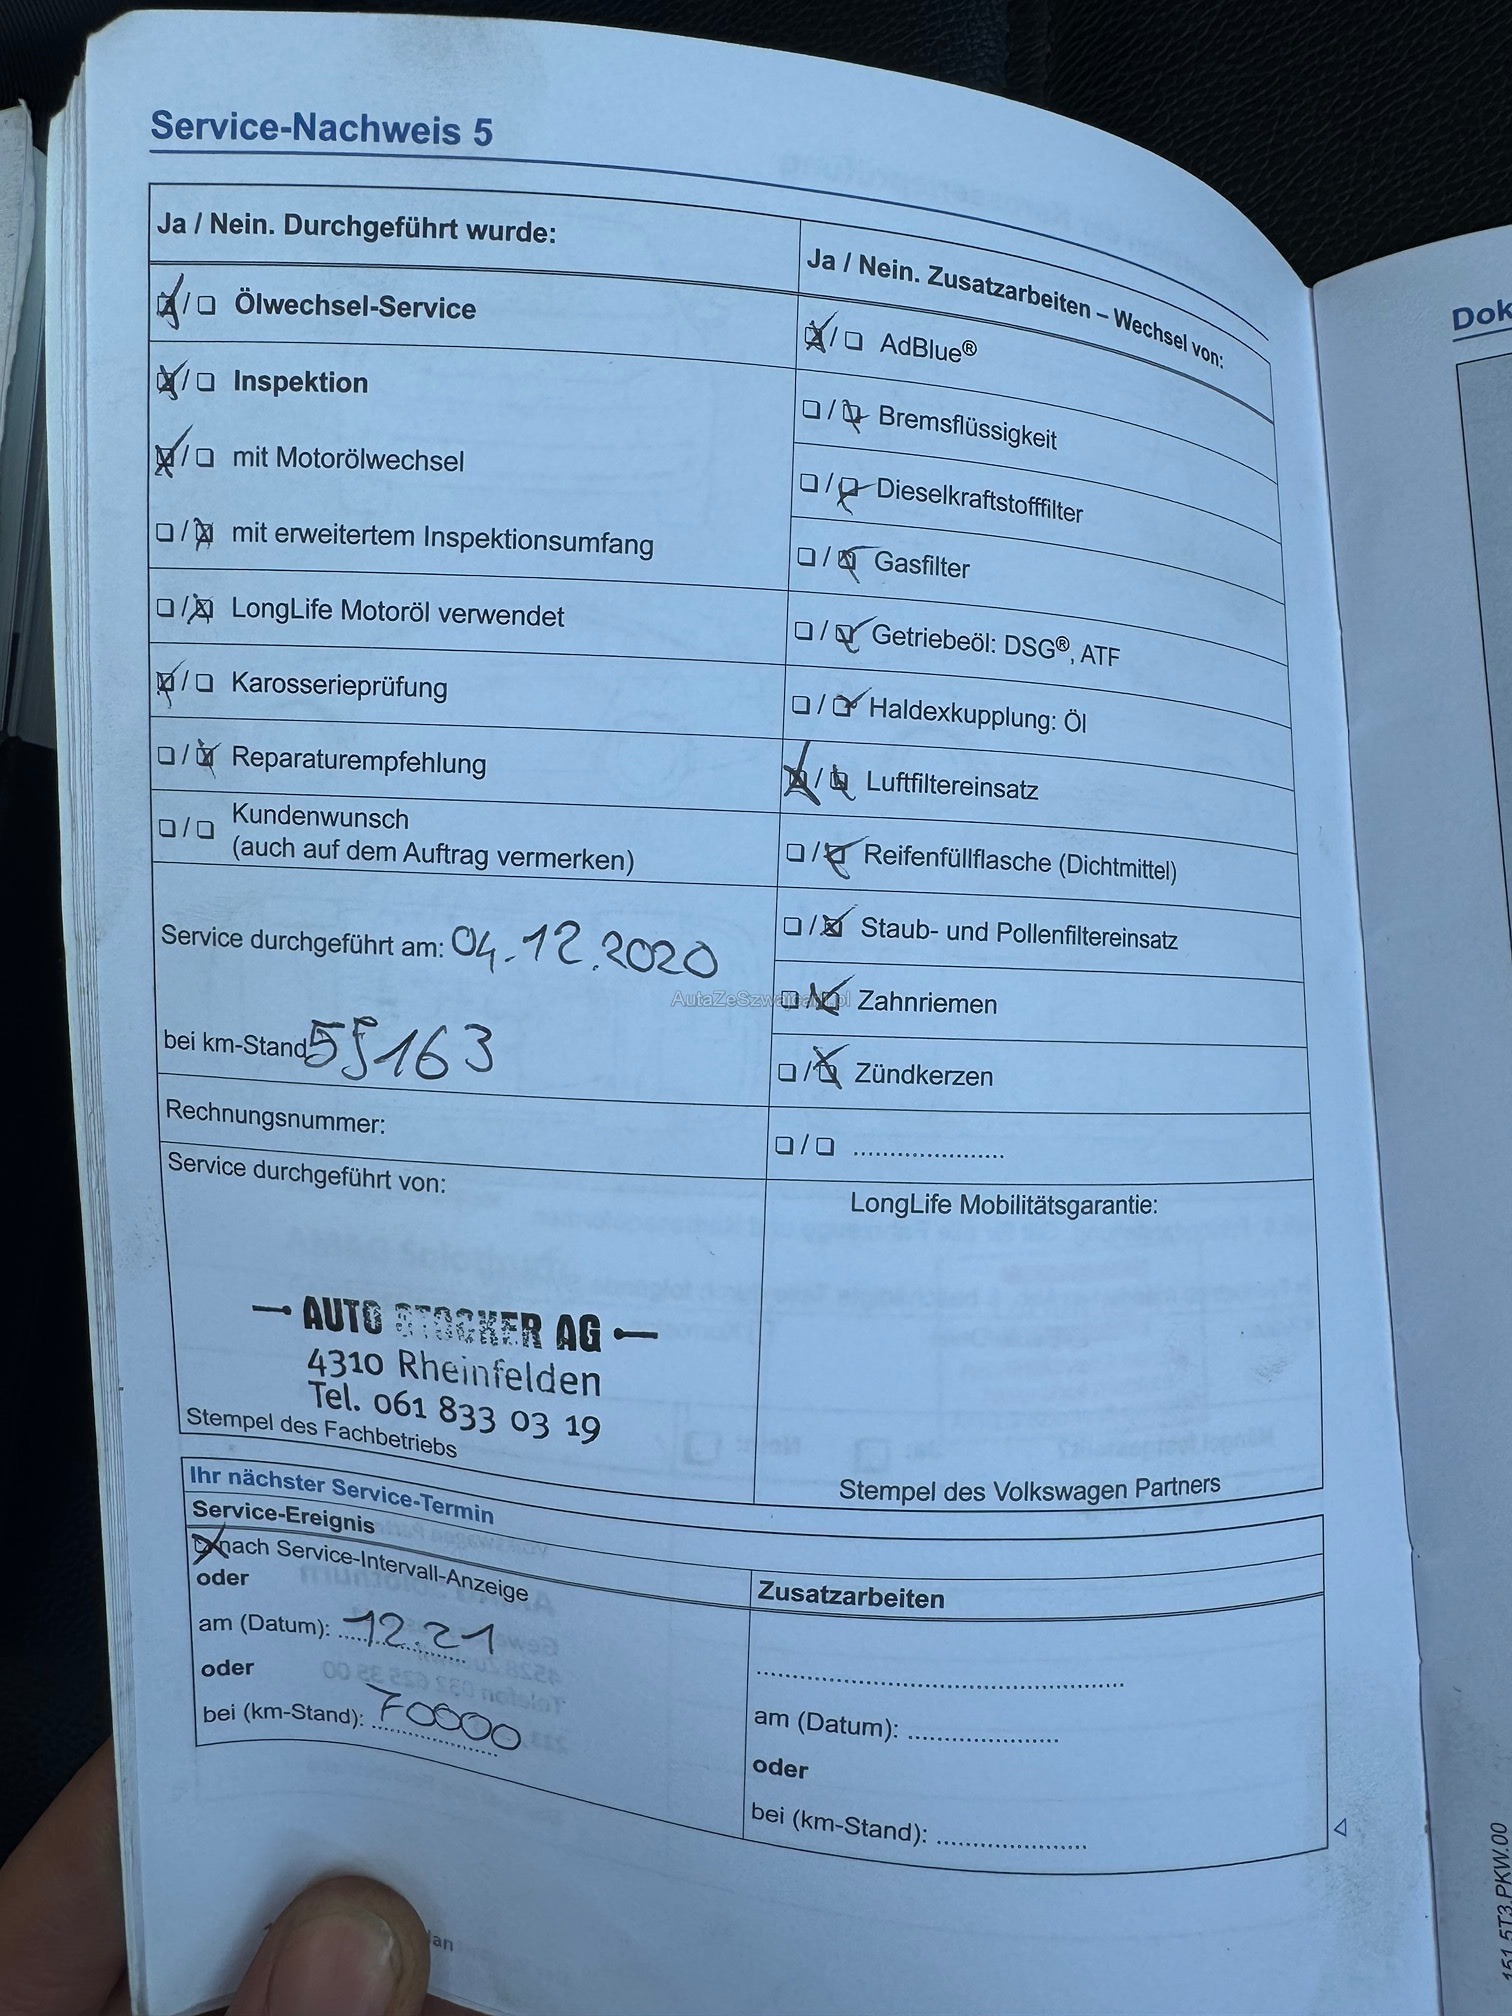 Service-Nachweis 5
Ja / Nein. Durchgeführt wurde:
Ölwechsel-Service
Inspektion
mit Motorölwechsel
mit erweitertem Inspektionsumfang
LongLife Motoröl verwendet
Karosserieprüfung
Reparaturempfehlung
Kundenwunsch
(auch auf dem Auftrag vermerken)
Service durchgeführt am: 04.12.2020
bei km-Stand 55163
Rechnungsnummer:
Service durchgeführt von:
AUTO STOCKER AG
4310 Rheinfelden
Tel. 061 833 03 19
Stempel des Fachbetriebs
Ja / Nein. Zusatzarbeiten – Wechsel von:
AdBlue®
Bremsflüssigkeit
Dieselkraftstofffilter
Gasfilter
Getriebeöl: DSG®, ATF
Haldexkupplung: Öl
Luftfiltereinsatz
Reifenfüllflasche (Dichtmittel)
Staub- und Pollenfiltereinsatz
Zahnriemen
Zündkerzen
LongLife Mobilitätsgarantie:
Stempel des Volkswagen Partners
Ihr nächster Service-Termin
Service-Ereignis
nach Service-Intervall-Anzeige
oder
am (Datum): 12.21
oder
bei (km-Stand): 70000
Zusatzarbeiten
am (Datum):
oder
bei (km-Stand):
Dok
151.5T3.PKW.00